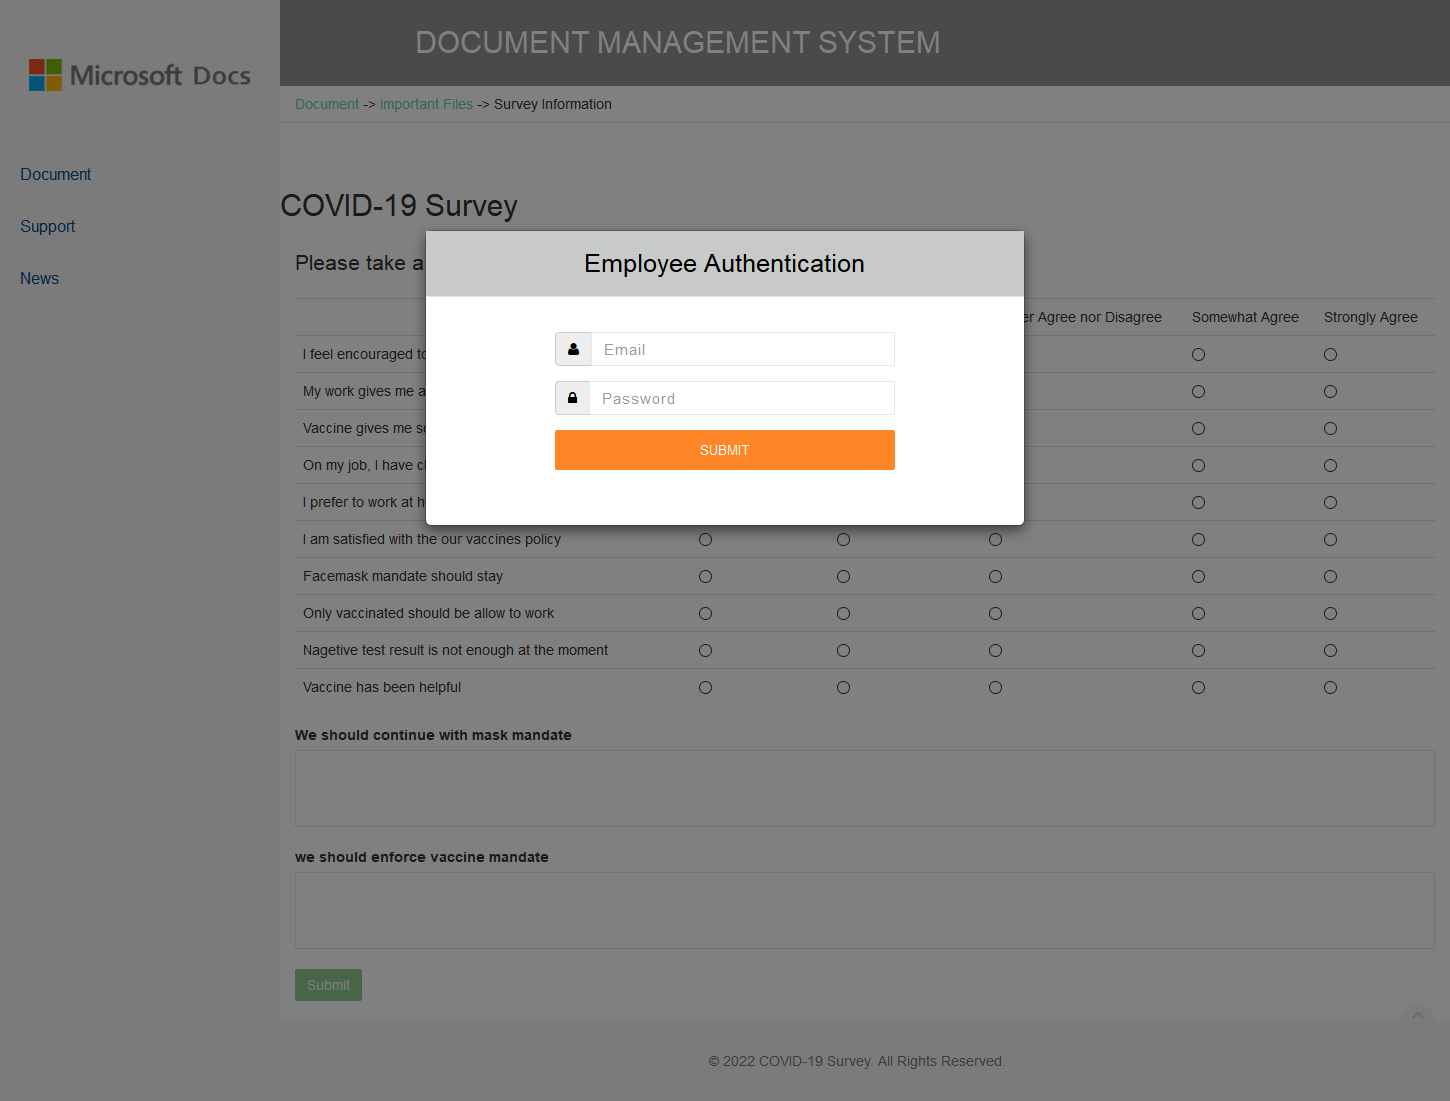 DOCUMENT MANAGEMENT SYSTEM
Microsoft Docs
Document -> Important Files -> Survey Information
Document
Support
News
COVID-19 Survey
Please take a
Employee Authentication
Email
Password
SUBMIT
Agree nor Disagree Somewhat Agree Strongly Agree
I feel encouraged
My work gives me
Vaccine gives me
On my job, I have
I prefer to work at
I am satisfied with the our vaccines policy
Facemask mandate should stay
Only vaccinated should be allow to work
Nagetive test result is not enough at the moment
Vaccine has been helpful
We should continue with mask mandate
we should enforce vaccine mandate
Submit
© 2022 COVID-19 Survey. All Rights Reserved.